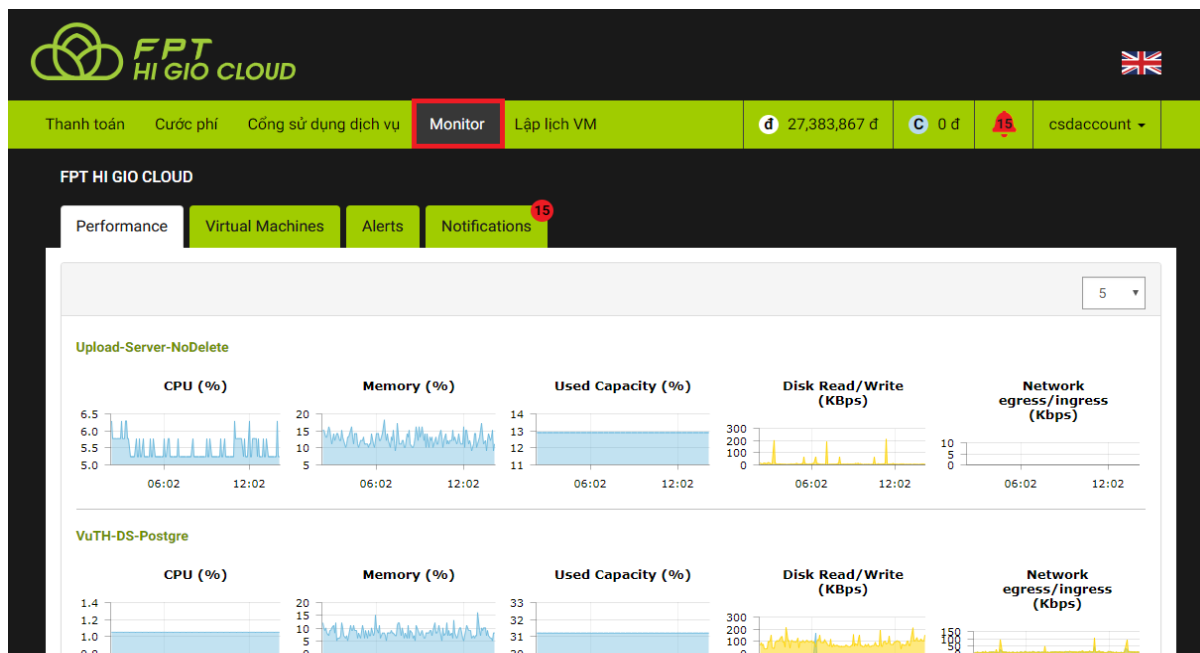 FPT
HI GIO CLOUD
Thanh toán Cước phí Cổng sử dụng dịch vụ Monitor Lập lịch VM đ 27,383,867 đ C 0 đ 15 csdaccount
FPT HI GIO CLOUD
Performance Virtual Machines Alerts Notifications 15
5
Upload-Server-NoDelete
CPU (%) Memory (%) Used Capacity (%) Disk Read/Write Network
(KBps) egress/ingress
(Kbps)
6.5 20 14
6.0 15 13 300
5.5 10 12 200 10
5.0 5 11 100 5
0 0
06:02 12:02 06:02 12:02 06:02 12:02 06:02 12:02 06:02 12:02
VuTH-DS-Postgre
CPU (%) Memory (%) Used Capacity (%) Disk Read/Write Network
(KBps) egress/ingress
(Kbps)
1.4 20 33
1.2 15 32 300
1.0 10 31 200 150
5 100 100
50